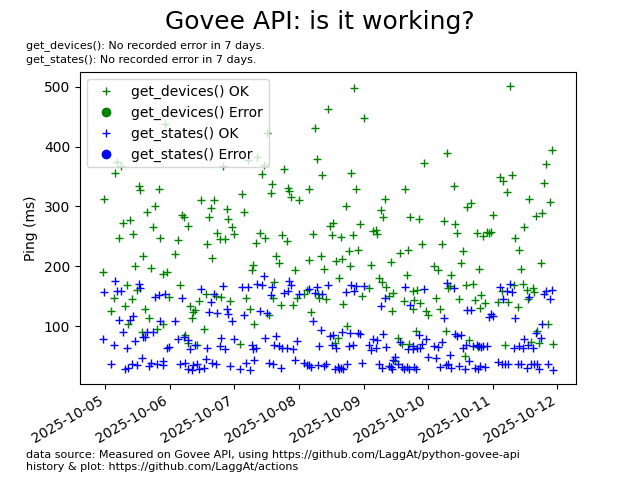 Govee API: is it working?
get_devices(): No recorded error in 7 days.
get_states(): No recorded error in 7 days.
get_devices() OK
get_devices() Error
get_states() OK
get_states() Error
Ping (ms)
500
400
300
200
100
2025-10-05
2025-10-06
2025-10-07
2025-10-08
2025-10-09
2025-10-10
2025-10-11
2025-10-12
data source: Measured on Govee API, using https://github.com/LaggAt/python-govee-api
history & plot: https://github.com/LaggAt/actions